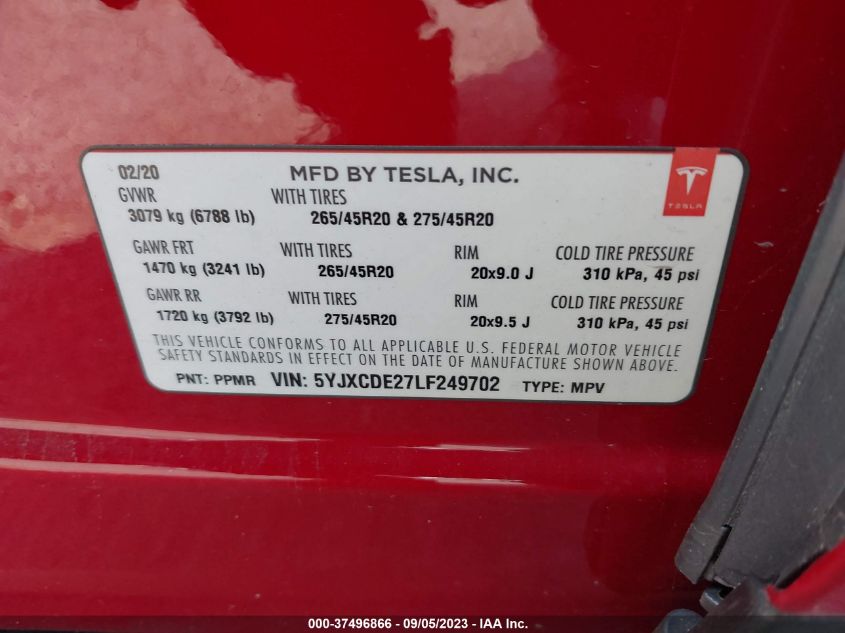 02/20 MFD BY TESLA, INC.
TESLA
GVWR WITH TIRES
3079 kg (6788 lb) 265/45R20 & 275/45R20
GAWR FRT WITH TIRES RIM COLD TIRE PRESSURE
1470 kg (3241 lb) 265/45R20 20x9.0 J 310 kPa, 45 psi
GAWR RR WITH TIRES RIM COLD TIRE PRESSURE
1720 kg (3792 lb) 275/45R20 20x9.5 J 310 kPa, 45 psi
THIS VEHICLE CONFORMS TO ALL APPLICABLE U.S. FEDERAL MOTOR VEHICLE
SAFETY STANDARDS IN EFFECT ON THE DATE OF MANUFACTURE SHOWN ABOVE.
PNT: PPMR VIN: 5YJXCDE27LF249702 TYPE: MPV
000-37496866 - 09/05/2023 - IAA Inc.